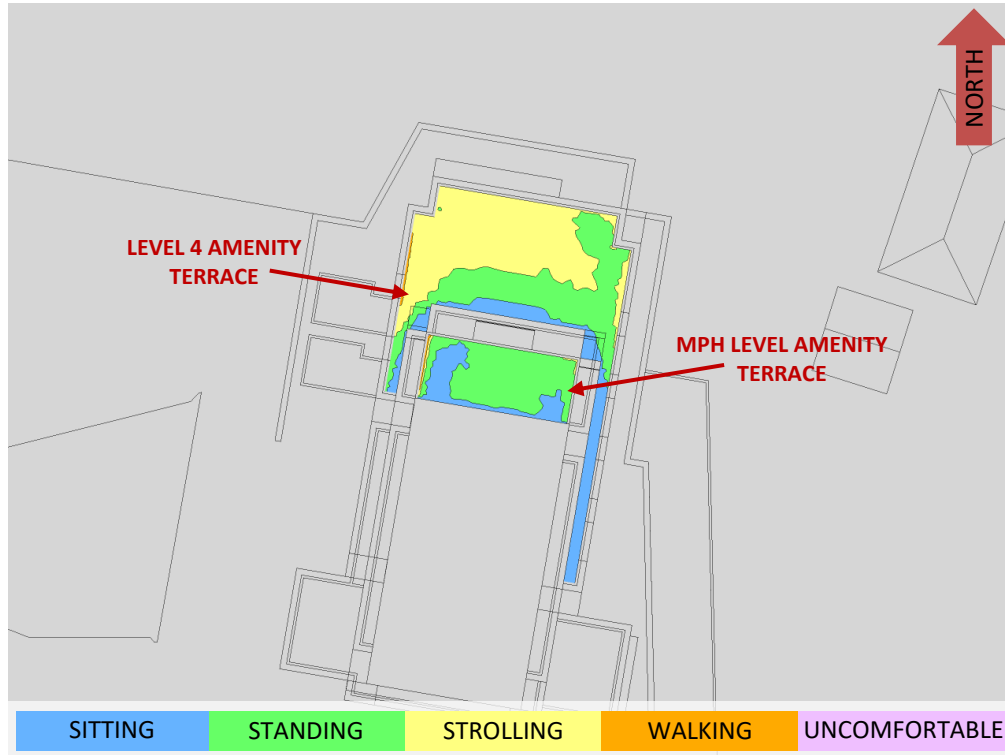 NORTH
LEVEL 4 AMENITY
TERRACE
MPH LEVEL AMENITY
TERRACE
SITTING
STANDING
STROLLING
WALKING
UNCOMFORTABLE